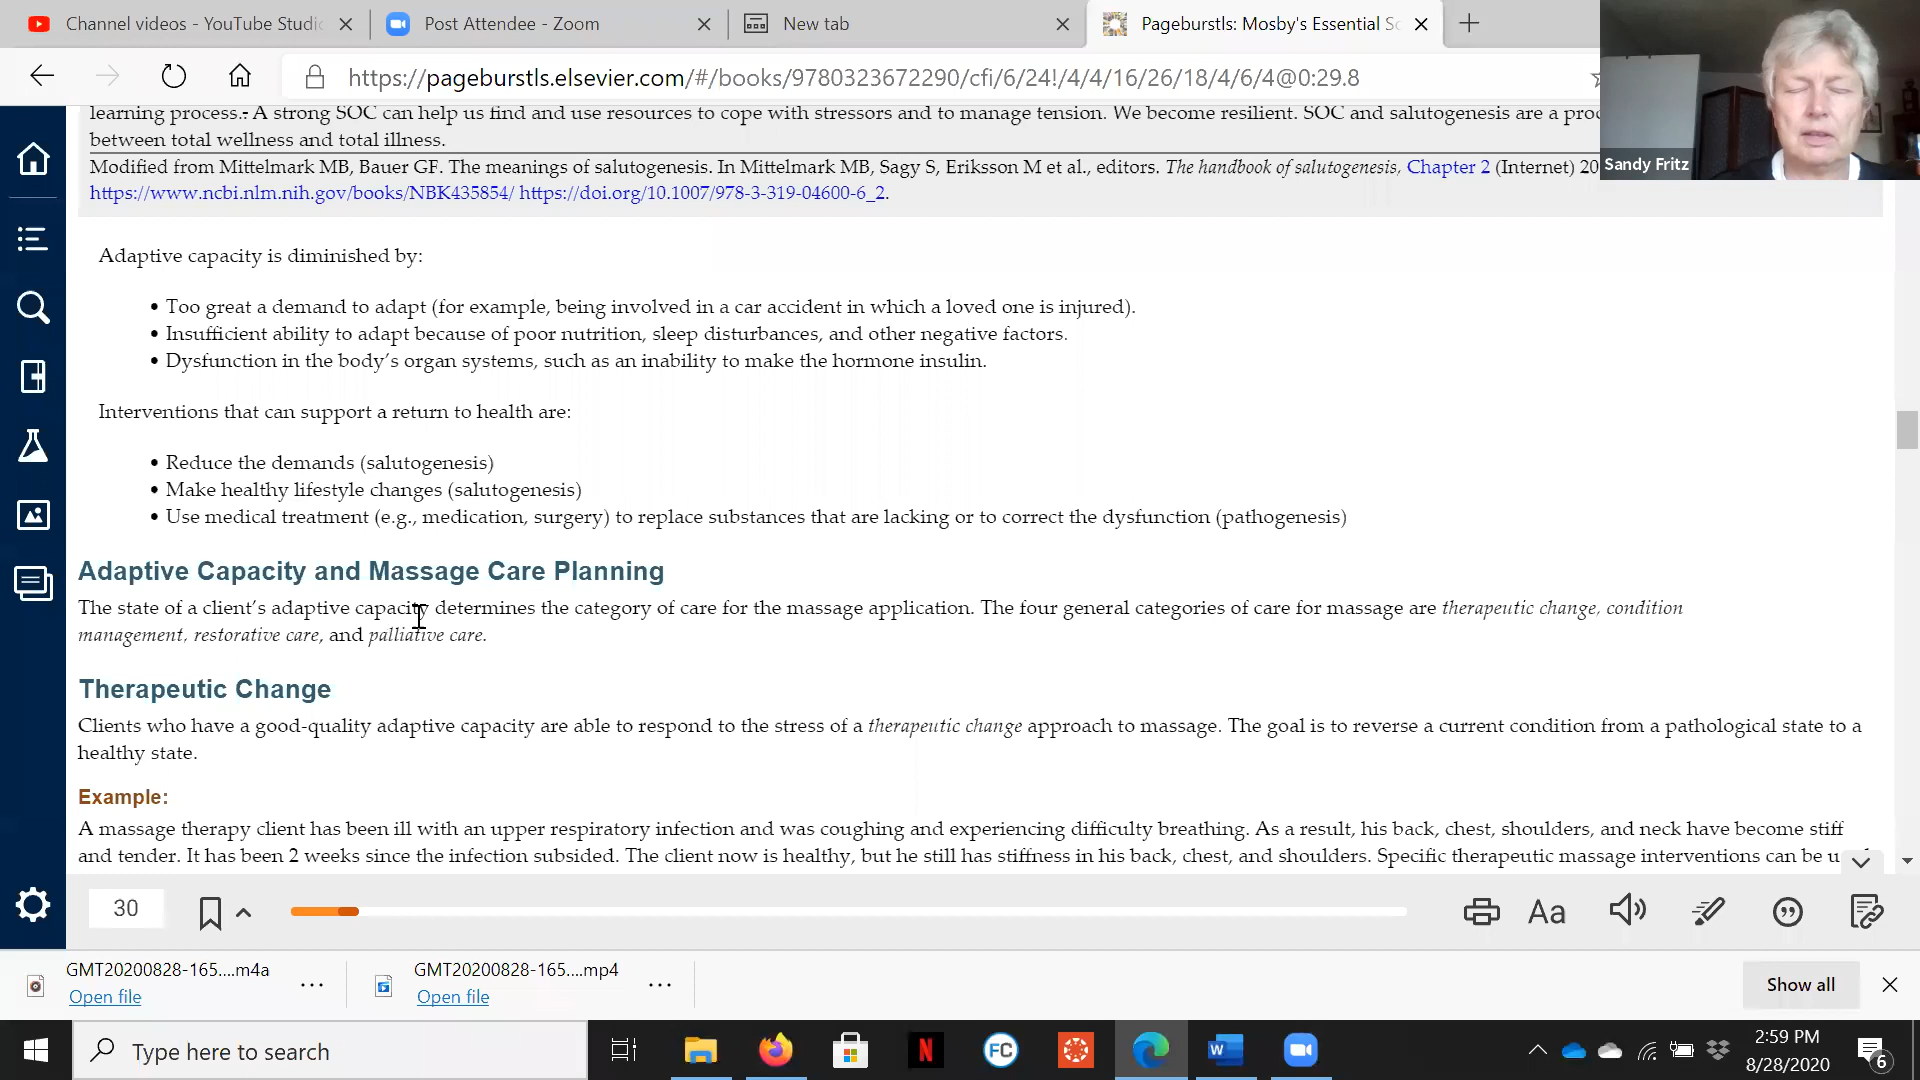 Channel videos - YouTube Studi
Post Attendee - Zoom
New tab
Pageburstls: Mosby's Essential Sc
https://pageburstls.elsevier.com/#/books/9780323672290/cfi/6/24!/4/4/16/26/18/4/6/4@0:29.8
Sandy Fritz
learning process. A strong SOC can help us find and use resources to cope with stressors and to manage tension. We become resilient. SOC and salutogenesis are a
between total wellness and total illness.
Modified from Mittelmark MB, Bauer GF. The meanings of salutogenesis. In Mittelmark MB, Sagy S, Eriksson M et al., editors. The handbook of salutogenesis, Chapter 2 (Internet) 20
https://www.ncbi.nlm.nih.gov/books/NBK435854/ https://doi.org/10.1007/978-3-319-04600-6_2.
Adaptive capacity is diminished by:
• Too great a demand to adapt (for example, being involved in a car accident in which a loved one is injured).
• Insufficient ability to adapt because of poor nutrition, sleep disturbances, and other negative factors.
• Dysfunction in the body's organ systems, such as an inability to make the hormone insulin.
Interventions that can support a return to health are:
• Reduce the demands (salutogenesis)
• Make healthy lifestyle changes (salutogenesis)
• Use medical treatment (e.g., medication, surgery) to replace substances that are lacking or to correct the dysfunction (pathogenesis)
Adaptive Capacity and Massage Care Planning
The state of a client's adaptive capacity determines the category of care for the massage application. The four general categories of care for massage are therapeutic change, condition
management, restorative care, and palliative care.
Therapeutic Change
Clients who have a good-quality adaptive capacity are able to respond to the stress of a therapeutic change approach to massage. The goal is to reverse a current condition from a pathological state to a
healthy state.
Example:
A massage therapy client has been ill with an upper respiratory infection and was coughing and experiencing difficulty breathing. As a result, his back, chest, shoulders, and neck have become stiff
and tender. It has been 2 weeks since the infection subsided. The client now is healthy, but he still has stiffness in his back, chest, and shoulders. Specific therapeutic massage interventions can be
30
Aa
GMT20200828-165....m4a
Open file
GMT20200828-165....mp4
Open file
Show all
Type here to search
N
FC
W
2:59 PM
8/28/2020
6